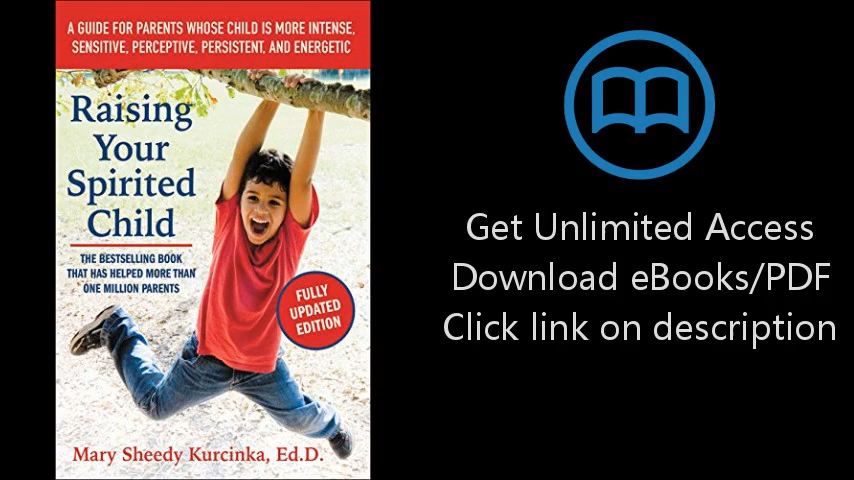 A GUIDE FOR PARENTS WHOSE CHILD IS MORE INTENSE,
SENSITIVE, PERCEPTIVE, PERSISTENT, AND ENERGETIC
Raising
Your
Spirited
Child
THE BESTSELLING BOOK
THAT HAS HELPED MORE THAN
ONE MILLION PARENTS
FULLY
UPDATED
EDITION
Mary Sheedy Kurcinka, Ed.D.
Get Unlimited Access
Download eBooks/PDF
Click link on description